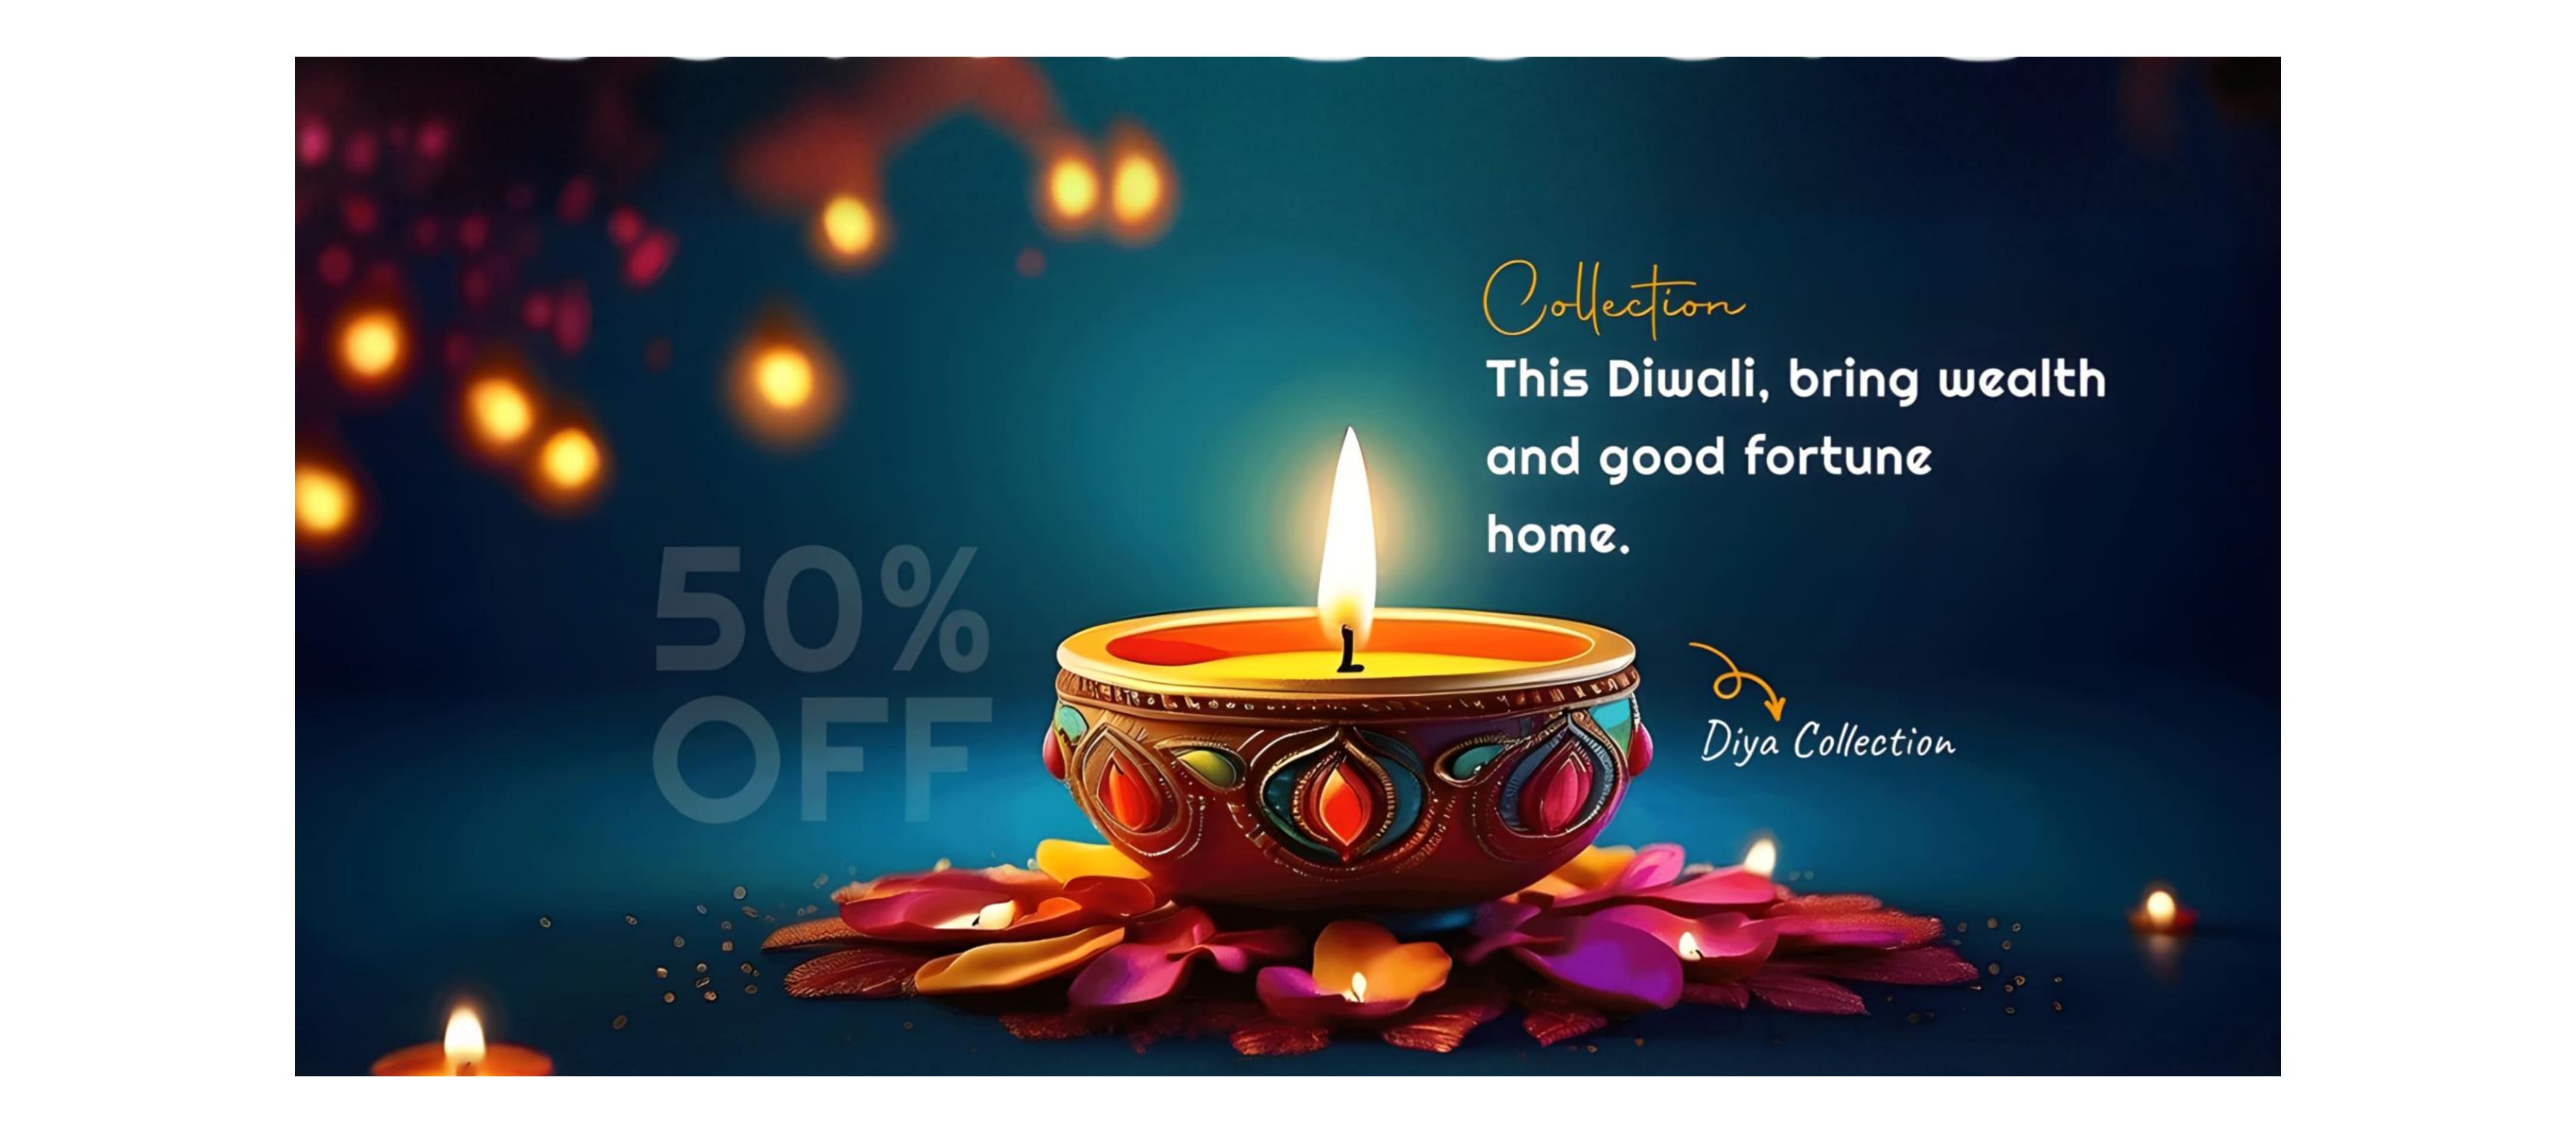 Collection
This Diwali, bring wealth
and good fortune
home.
50%
OFF
Diya Collection